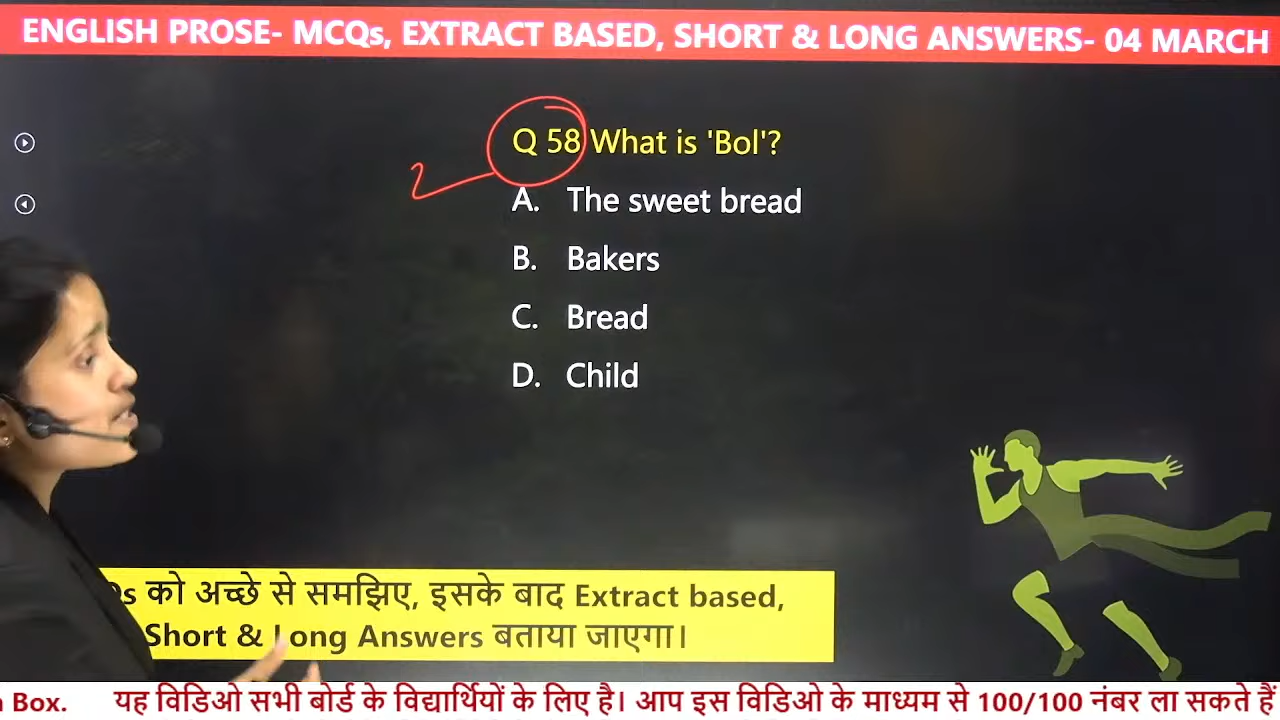 ENGLISH PROSE- MCQs, EXTRACT BASED, SHORT & LONG ANSWERS- 04 MARCH
Q 58 What is 'Bol'?
2
A. The sweet bread
B. Bakers
C. Bread
D. Child
को अच्छे से समझिए, इसके बाद Extract based,
Short & Long Answers बताया जाएगा।
Box. यह विडिओ सभी बोर्ड के विद्यार्थियों के लिए है। आप इस विडिओ के माध्यम से 100/100 नंबर ला सकते हैं